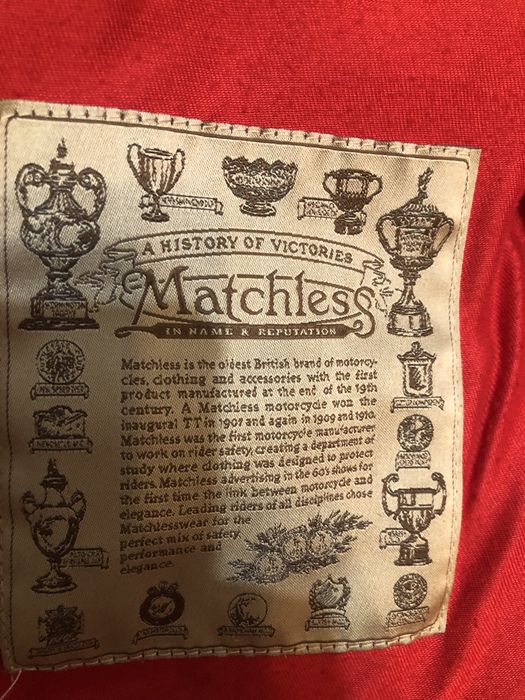 A HISTORY OF VICTORIES
Matchless
IN NAME & REPUTATION
Matchless is the oldest British brand of motorcy-
cles, clothing and accessories with the first
product manufactured at the end of the 19th
century. A Matchless motorcycle won the
inaugural TT in 1907 and again in 1909 and 1910.
Matchless was the first motorcycle manufacturer
to work on rider safety, creating a department of
study where clothing was designed to protect
riders. Matchless advertising in the 60's shows for
the first time the link between motorcycle and
elegance. Leading riders of all disciplines chose
Matchlesswear for the
perfect mix of safety,
performance and
elegance.